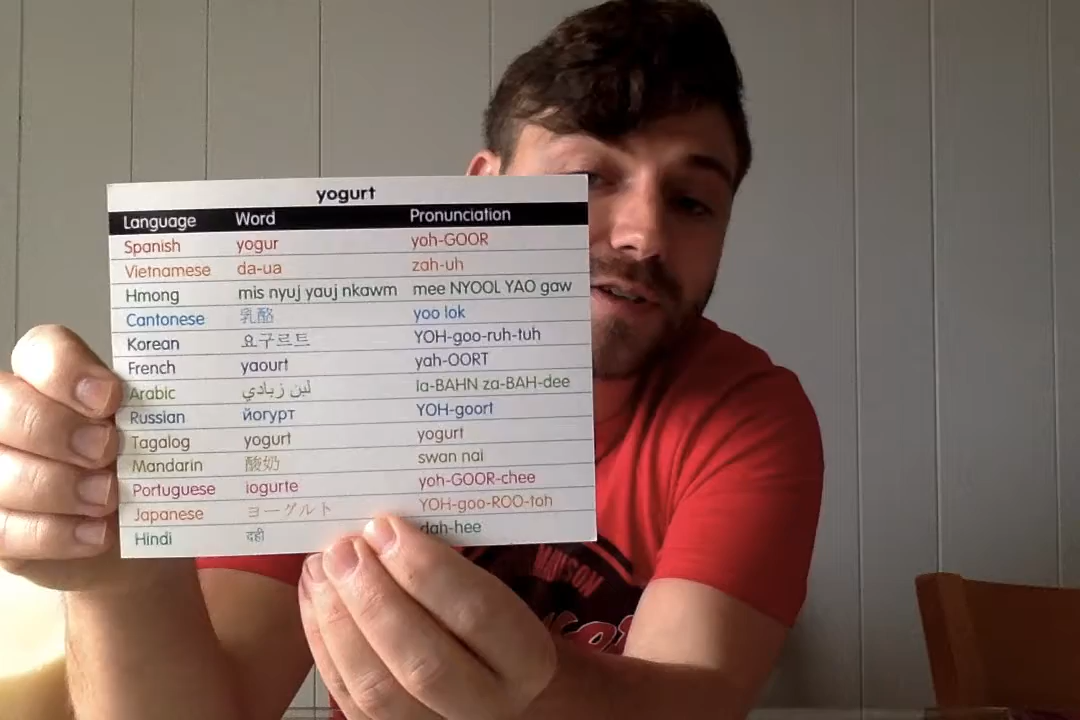 yogurt
Language Word Pronunciation
Spanish yogur yoh-GOOR
Vietnamese da-ua zah-uh
Hmong mis nyuj yauj nkawm mee NYOOL YAO gaw
Cantonese 乳酪 yoo lok
Korean 요구르트 YOH-goo-ruh-tuh
French yaourt yah-OORT
Arabic لبن زبادي la-BAHN za-BAH-dee
Russian йогурт YOH-goort
Tagalog yogurt yogurt
Mandarin 酸奶 swan nai
Portuguese iogurte yoh-GOOR-chee
Japanese ヨーグルト YOH-goo-ROO-toh
Hindi दही dah-hee